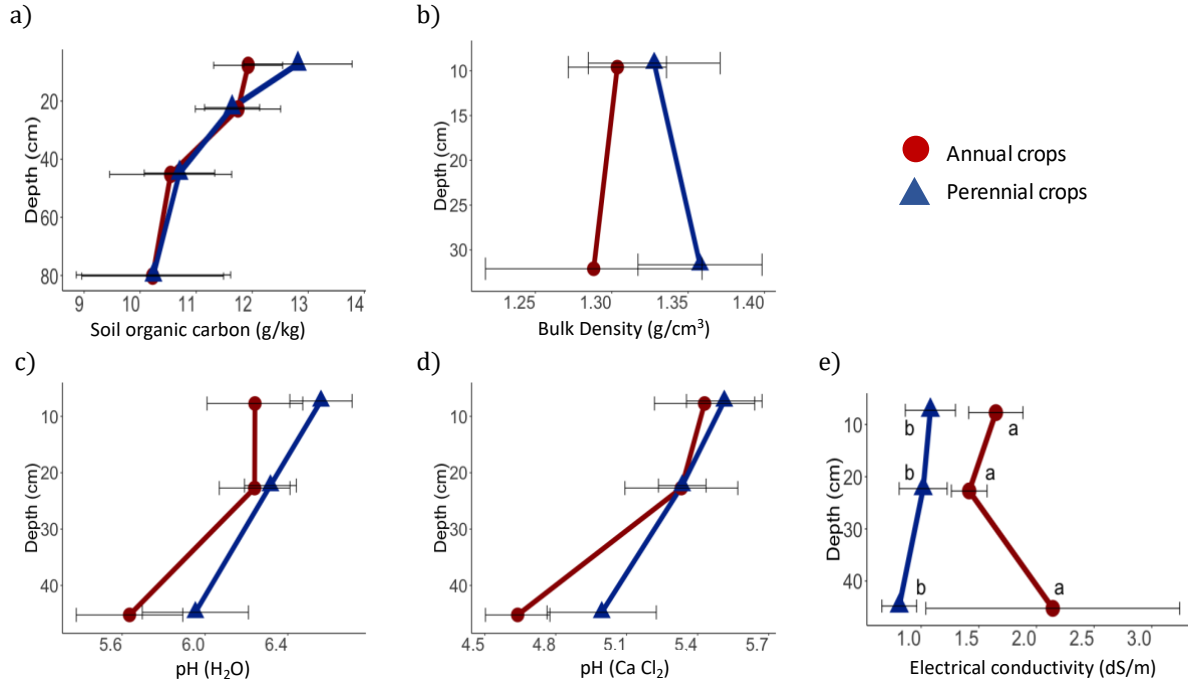 a)
Depth (cm)
20
40
60
80
9 10 11 12 13 14
Soil organic carbon (g/kg)
b)
Depth (cm)
10
15
20
25
30
1.25 1.30 1.35 1.40
Bulk Density (g/cm³)
Annual crops
Perennial crops
c)
Depth (cm)
10
20
30
40
5.6 6.0 6.4
pH (H₂O)
d)
Depth (cm)
10
20
30
40
4.5 4.8 5.1 5.4 5.7
pH (Ca Cl₂)
e)
Depth (cm)
10
20
30
40
b a
b a
b a
1.0 1.5 2.0 2.5 3.0
Electrical conductivity (dS/m)